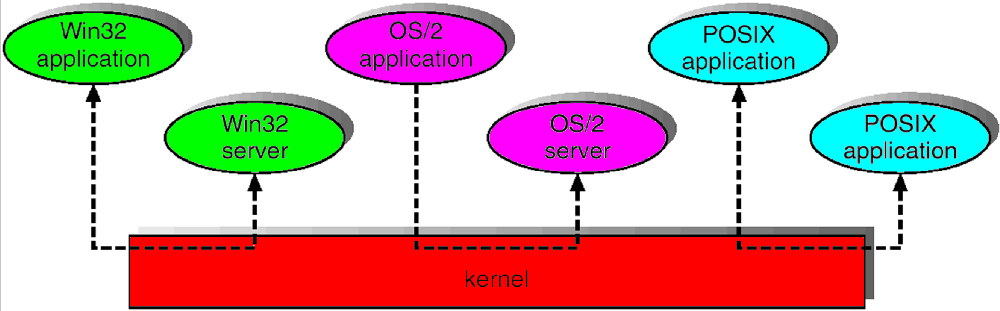 Win32
application
OS/2
application
POSIX
application
Win32
server
OS/2
server
POSIX
application
kernel